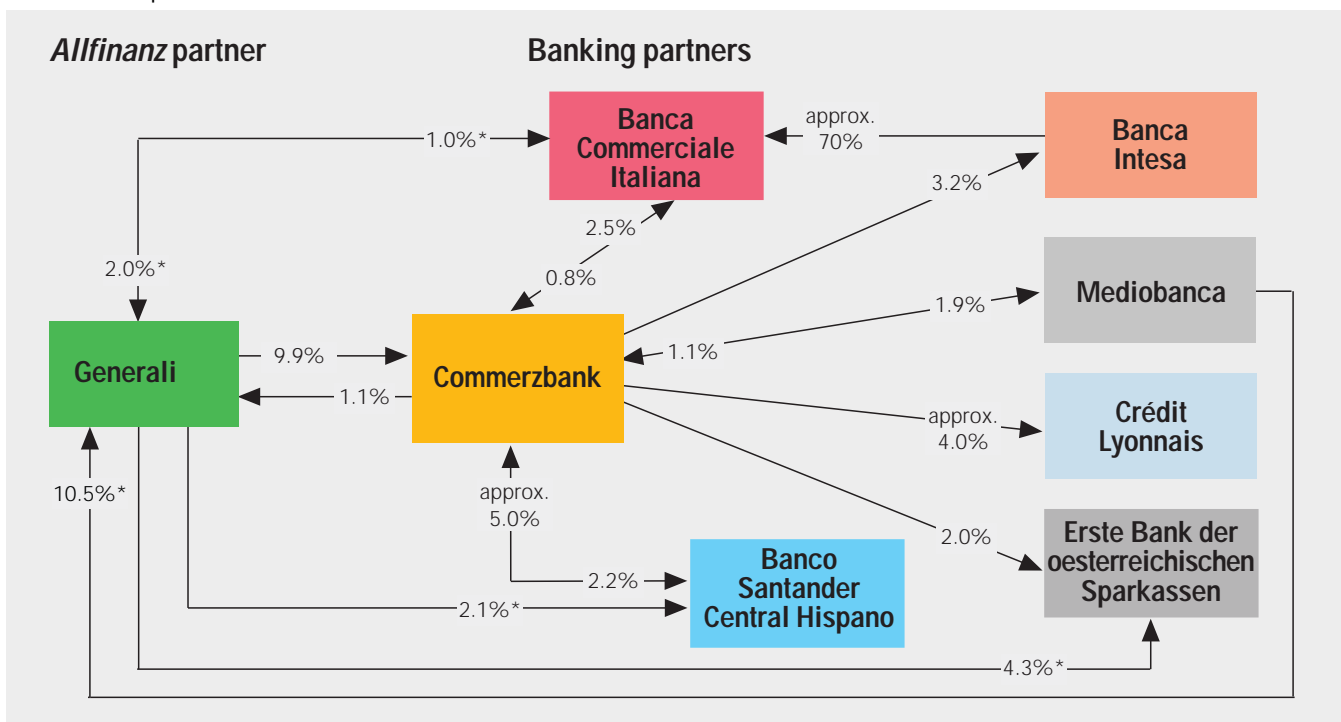 Allfinanz partner
Banking partners
Banca
Commerciale
Italiana
approx.
70%
Banca
Intesa
1.0%*
3.2%
2.5%
0.8%
2.0%*
Mediobanca
1.9%
1.1%
Generali
9.9%
1.1%
Commerzbank
Crédit
Lyonnais
approx.
4.0%
10.5%*
approx.
5.0%
2.0%
Erste Bank der
oesterreichischen
Sparkassen
Banco
Santander
Central Hispano
2.2%
2.1%*
4.3%*